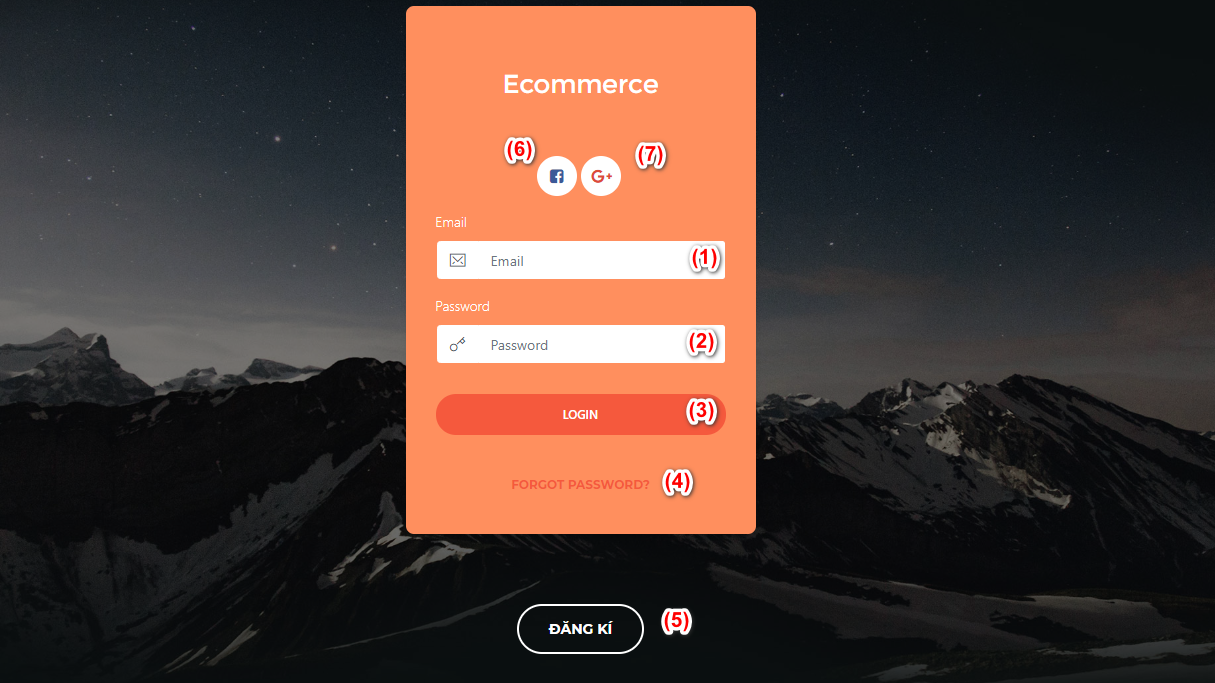 Ecommerce
(6)
(7)
G+
Email
Email (1)
Password
Password (2)
LOGIN (3)
FORGOT PASSWORD? (4)
ĐĂNG KÍ (5)